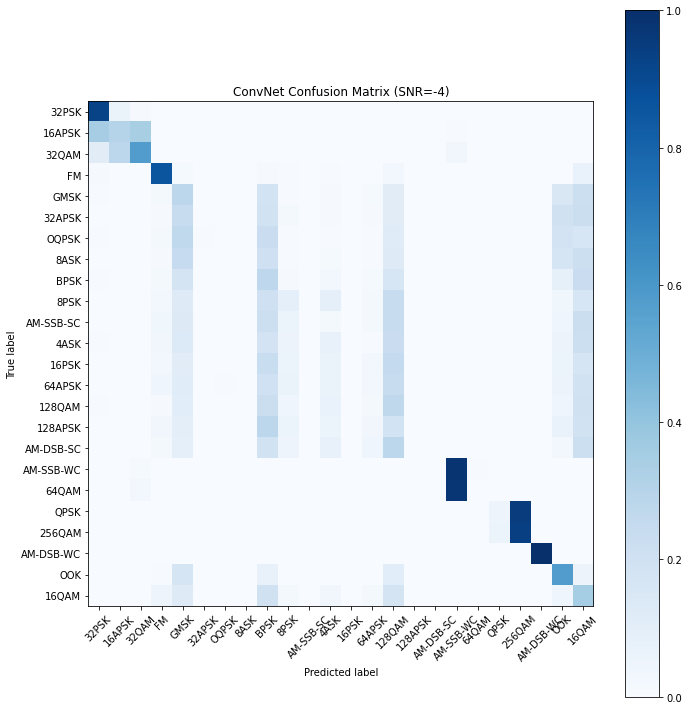 ConvNet Confusion Matrix (SNR=-4)
True label
32PSK
16APSK
32QAM
FM
GMSK
32APSK
OQPSK
8ASK
BPSK
8PSK
AM-SSB-SC
4ASK
16PSK
64APSK
128QAM
128APSK
AM-DSB-SC
AM-SSB-WC
64QAM
QPSK
256QAM
AM-DSB-WC
OOK
16QAM
32PSK
16APSK
32QAM
FM
GMSK
32APSK
OQPSK
8ASK
BPSK
8PSK
AM-SSB-SC
4ASK
16PSK
64APSK
128QAM
128APSK
AM-DSB-SC
AM-SSB-WC
64QAM
QPSK
256QAM
AM-DSB-WC
OOK
16QAM
Predicted label
1.0
0.8
0.6
0.4
0.2
0.0